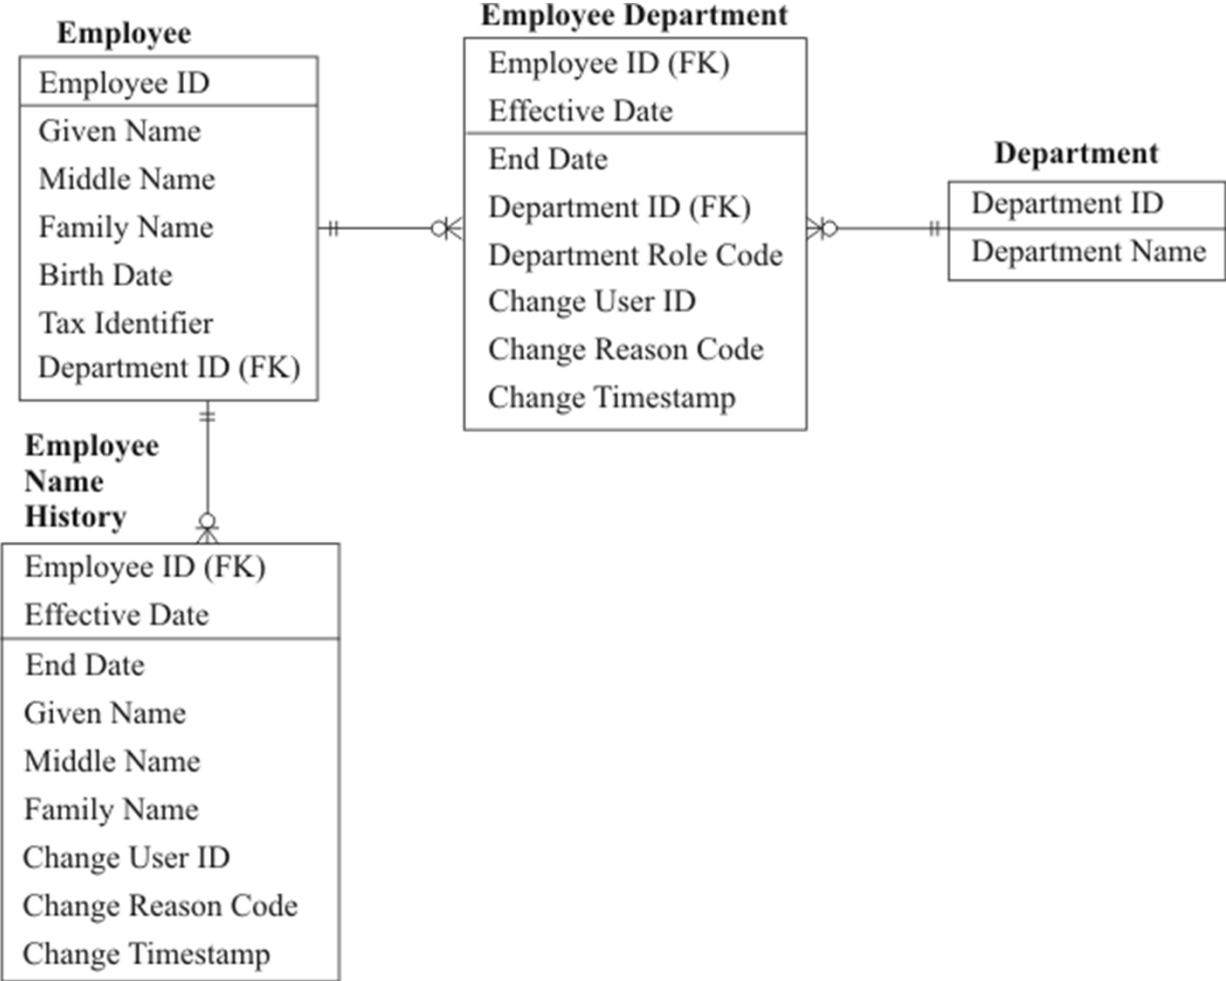 Employee
Employee ID
Given Name
Middle Name
Family Name
Birth Date
Tax Identifier
Department ID (FK)
Employee Department
Employee ID (FK)
Effective Date
End Date
Department ID (FK)
Department Role Code
Change User ID
Change Reason Code
Change Timestamp
Department
Department ID
Department Name
Employee
Name
History
Employee ID (FK)
Effective Date
End Date
Given Name
Middle Name
Family Name
Change User ID
Change Reason Code
Change Timestamp